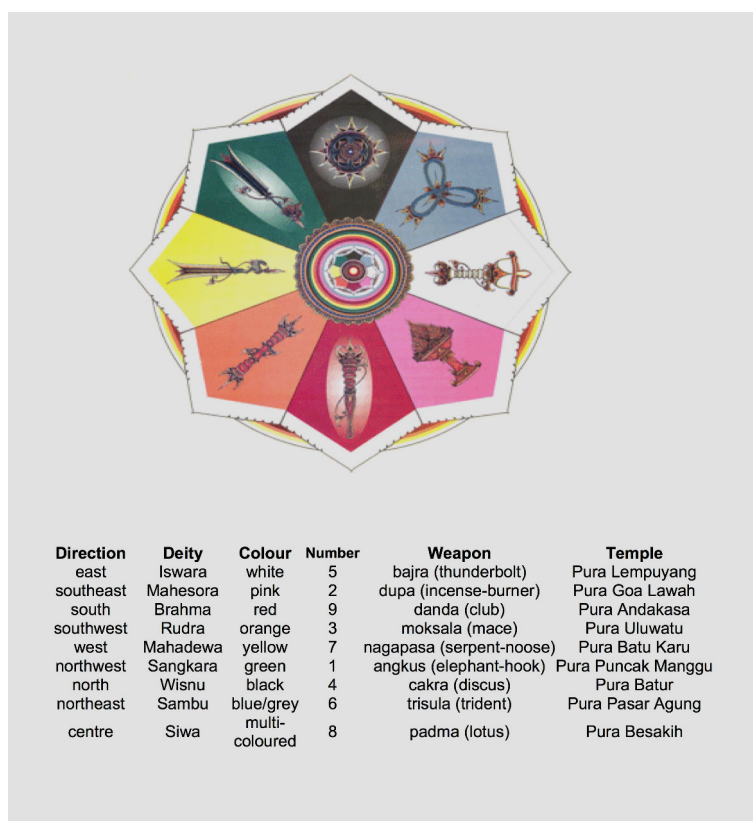 Direction Deity Colour Number Weapon Temple
east Iswara white 5 bajra (thunderbolt) Pura Lempuyang
southeast Mahesora pink 2 dupa (incense-burner) Pura Goa Lawah
south Brahma red 9 danda (club) Pura Andakasa
southwest Rudra orange 3 moksala (mace) Pura Uluwatu
west Mahadewa yellow 7 nagapasa (serpent-noose) Pura Batu Karu
northwest Sangkara green 1 angkus (elephant-hook) Pura Puncak Manggu
north Wisnu black 4 cakra (discus) Pura Batur
northeast Sambu blue/grey 6 trisula (trident) Pura Pasar Agung
centre Siwa multi-
coloured 8 padma (lotus) Pura Besakih